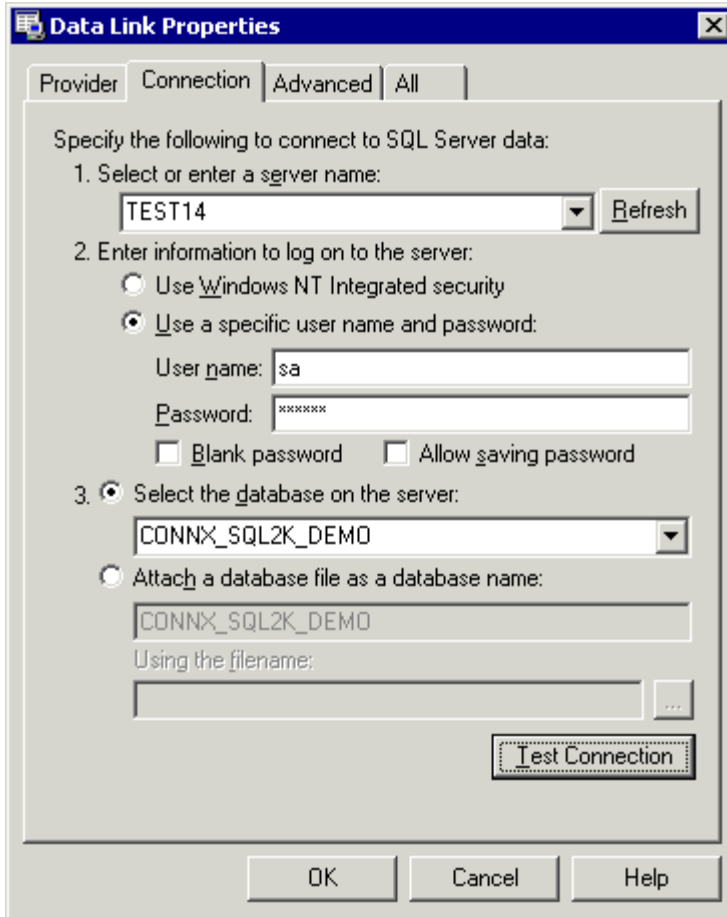 Data Link Properties
Provider Connection Advanced All
Specify the following to connect to SQL Server data:
1. Select or enter a server name:
TEST14 Refresh
2. Enter information to log on to the server:
Use Windows NT Integrated security
Use a specific user name and password:
User name: sa
Password: ******
Blank password Allow saving password
3. Select the database on the server:
CONNX_SQL2K_DEMO
Attach a database file as a database name:
CONNX_SQL2K_DEMO
Using the filename:
...
Test Connection
OK Cancel Help